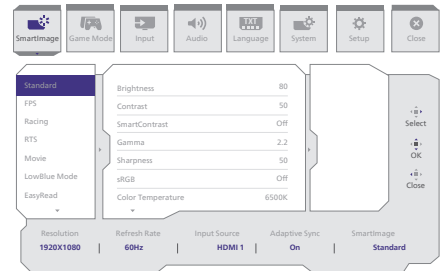 SmartImage
Game Mode
Input
Audio
TXT
Language
System
Setup
Close
Standard
FPS
Racing
RTS
Movie
LowBlue Mode
EasyRead
Brightness 80
Contrast 50
SmartContrast Off
Gamma 2.2
Sharpness 50
sRGB Off
Color Temperature 6500K
Select
OK
Close
Resolution
Refresh Rate
Input Source
Adaptive Sync
SmartImage
1920X1080
60Hz
HDMI 1
On
Standard